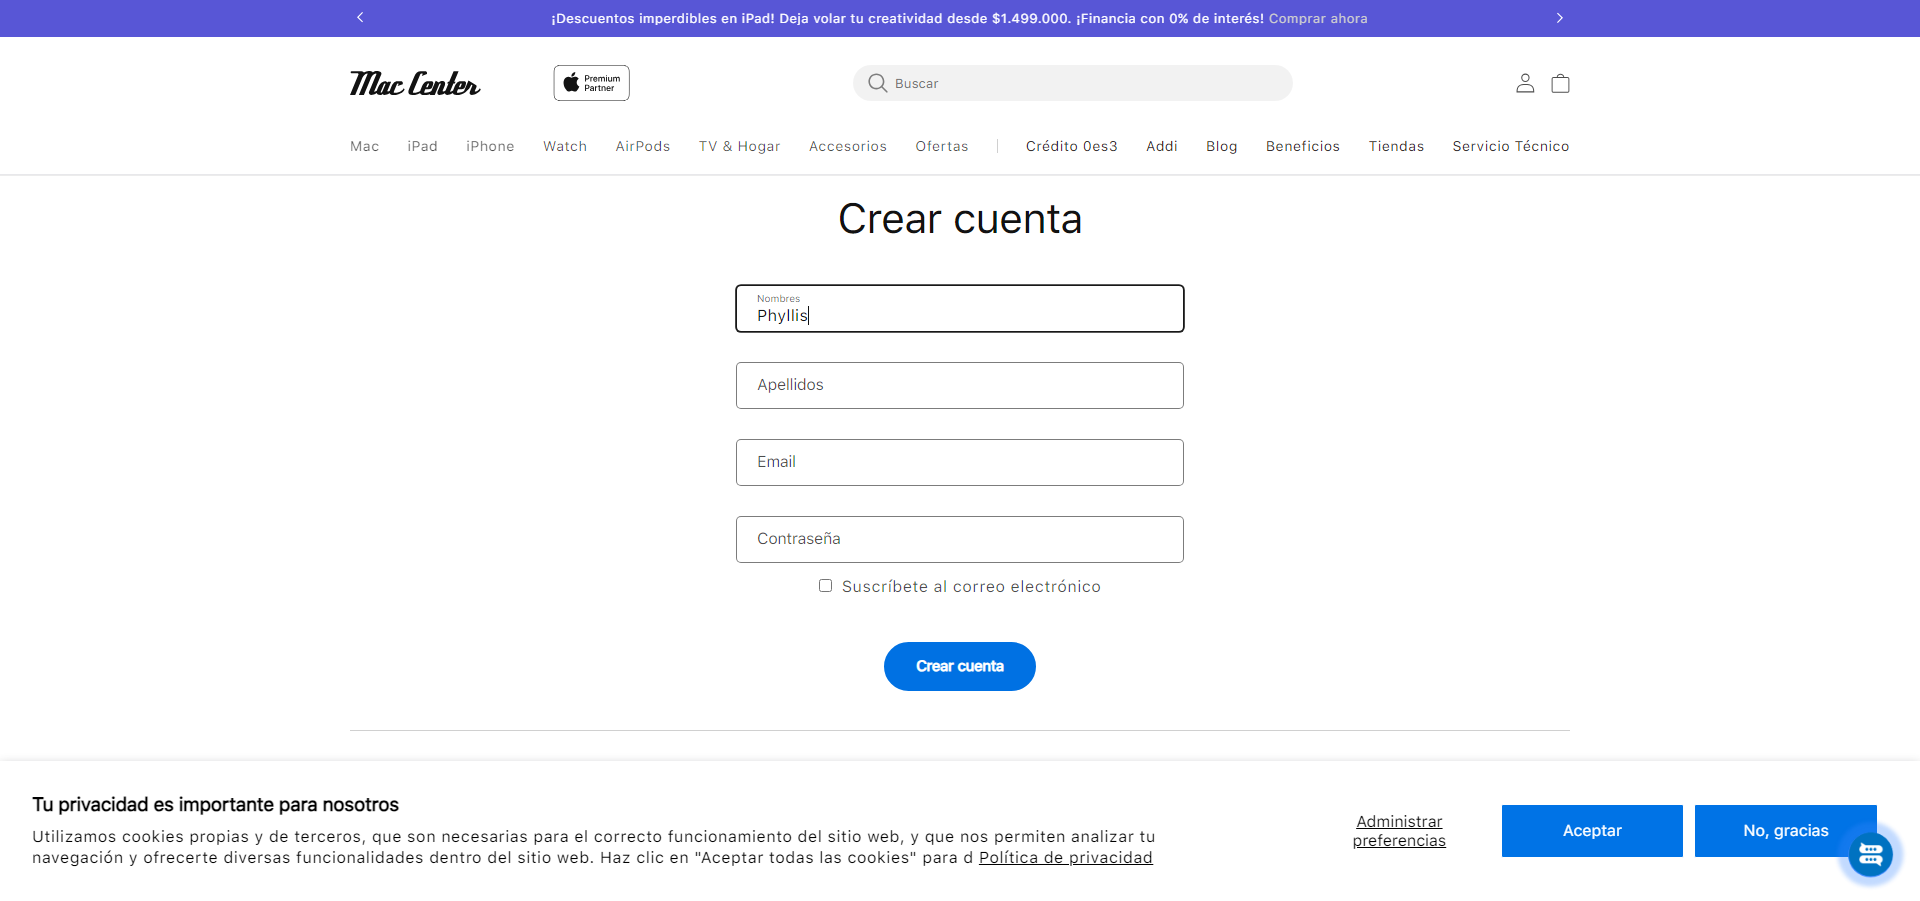 ¡Descuentos imperdibles en iPad! Deja volar tu creatividad desde $1.499.000. ¡Financia con 0% de interés! Comprar ahora
Mac Center
Premium
Partner
Buscar
Mac iPad iPhone Watch AirPods TV & Hogar Accesorios Ofertas Crédito 0es3 Addi Blog Beneficios Tiendas Servicio Técnico
Crear cuenta
Nombres
Phyllis
Apellidos
Email
Contraseña
Suscríbete al correo electrónico
Crear cuenta
Tu privacidad es importante para nosotros
Utilizamos cookies propias y de terceros, que son necesarias para el correcto funcionamiento del sitio web, y que nos permiten analizar tu
navegación y ofrecerte diversas funcionalidades dentro del sitio web. Haz clic en "Aceptar todas las cookies" para d Política de privacidad
Administrar
preferencias
Aceptar
No, gracias